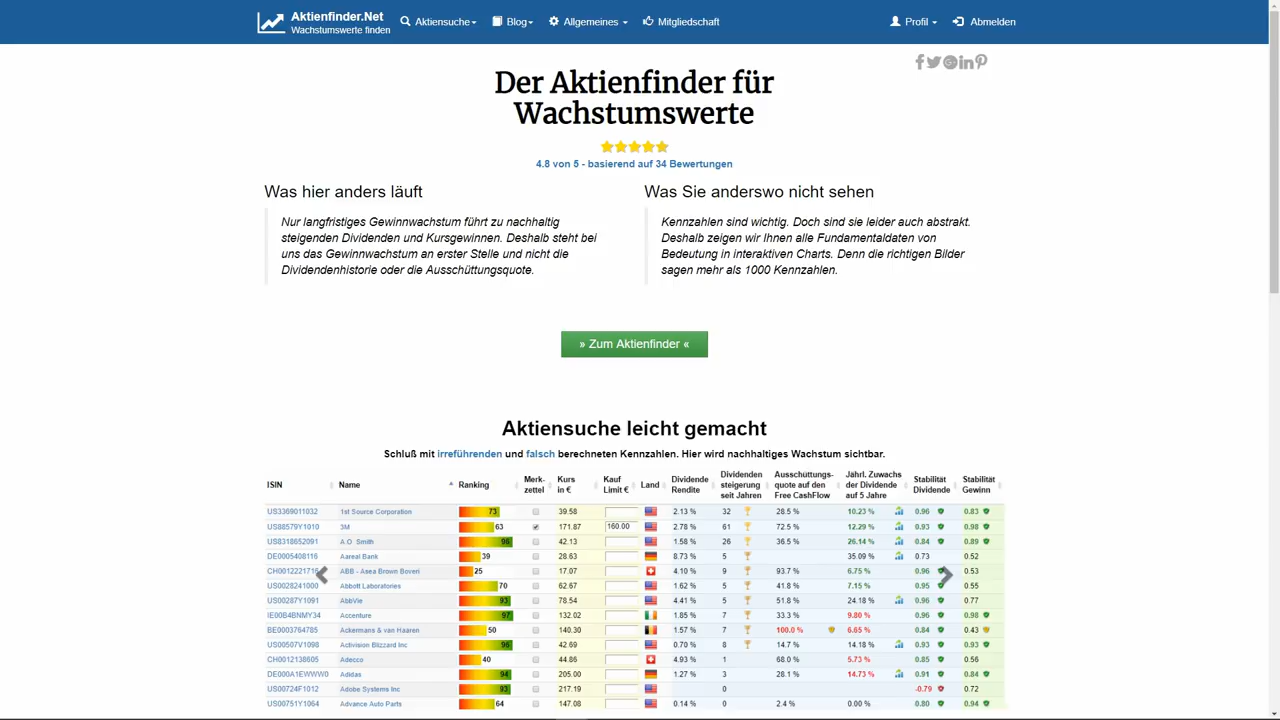 Aktienfinder.Net
Wachstumswerte finden
Aktiensuche
Blog
Allgemeines
Mitgliedschaft
Profil
Abmelden
Der Aktienfinder für
Wachstumswerte
4.8 von 5 - basierend auf 34 Bewertungen
Was hier anders läuft
Nur langfristiges Gewinnwachstum führt zu nachhaltig
steigenden Dividenden und Kursgewinnen. Deshalb steht bei
uns das Gewinnwachstum an erster Stelle und nicht die
Dividendenhistorie oder die Ausschüttungsquote.
Was Sie anderswo nicht sehen
Kennzahlen sind wichtig. Doch sind sie leider auch abstrakt.
Deshalb zeigen wir Ihnen alle Fundamentaldaten von
Bedeutung in interaktiven Charts. Denn die richtigen Bilder
sagen mehr als 1000 Kennzahlen.
» Zum Aktienfinder «
Aktiensuche leicht gemacht
Schluß mit irreführenden und falsch berechneten Kennzahlen. Hier wird nachhaltiges Wachstum sichtbar.
ISIN Name Ranking Merk-zettel Kurs in € Kauf Limit € Land Dividende Rendite Dividenden steigerung seit Jahren Ausschüttungs-quote auf den Free CashFlow Jährl. Zuwachs der Dividende auf 5 Jahre Stabilität Dividende Stabilität Gewinn
US3369011032 1st Source Corporation 73 39.58 2.13 % 32 28.5 % 10.23 % 0.96 0.83
US88579Y1010 3M 63 171.87 160.00 2.78 % 61 72.5 % 12.29 % 0.93 0.98
US8318652091 A.O. Smith 98 42.13 1.58 % 26 36.5 % 26.14 % 0.84 0.89
DE0005408116 Aareal Bank 39 28.63 8.73 % 5 35.09 % 0.73 0.52
CH0012221716 ABB - Asea Brown Boveri 25 17.07 4.10 % 9 93.7 % 6.75 % 0.96 0.53
US0028241000 Abbott Laboratories 70 62.67 1.62 % 5 41.8 % 7.15 % 0.95 0.55
US00287Y1091 AbbVie 93 78.54 4.41 % 5 51.8 % 24.18 % 0.96 0.77
IE00B4BNMY34 Accenture 97 132.02 1.85 % 7 33.3 % 9.80 % 0.96 0.98
BE0003764785 Ackermans & van Haaren 50 140.30 1.57 % 7 100.0 % 6.65 % 0.84 0.43
US00507V1098 Activision Blizzard Inc 96 42.69 0.70 % 8 14.7 % 14.18 % 0.93 0.93
CH0012138605 Adecco 40 44.86 4.93 % 1 68.0 % 5.73 % 0.85 0.56
DE000A1EWWW0 Adidas 94 205.00 1.27 % 3 28.1 % 14.73 % 0.91 0.84
US00724F1012 Adobe Systems Inc 93 217.19 0 -0.79 0.72
US00751Y1064 Advance Auto Parts 64 147.08 0.14 % 0 2.4 % 0.00 % 0.80 0.94